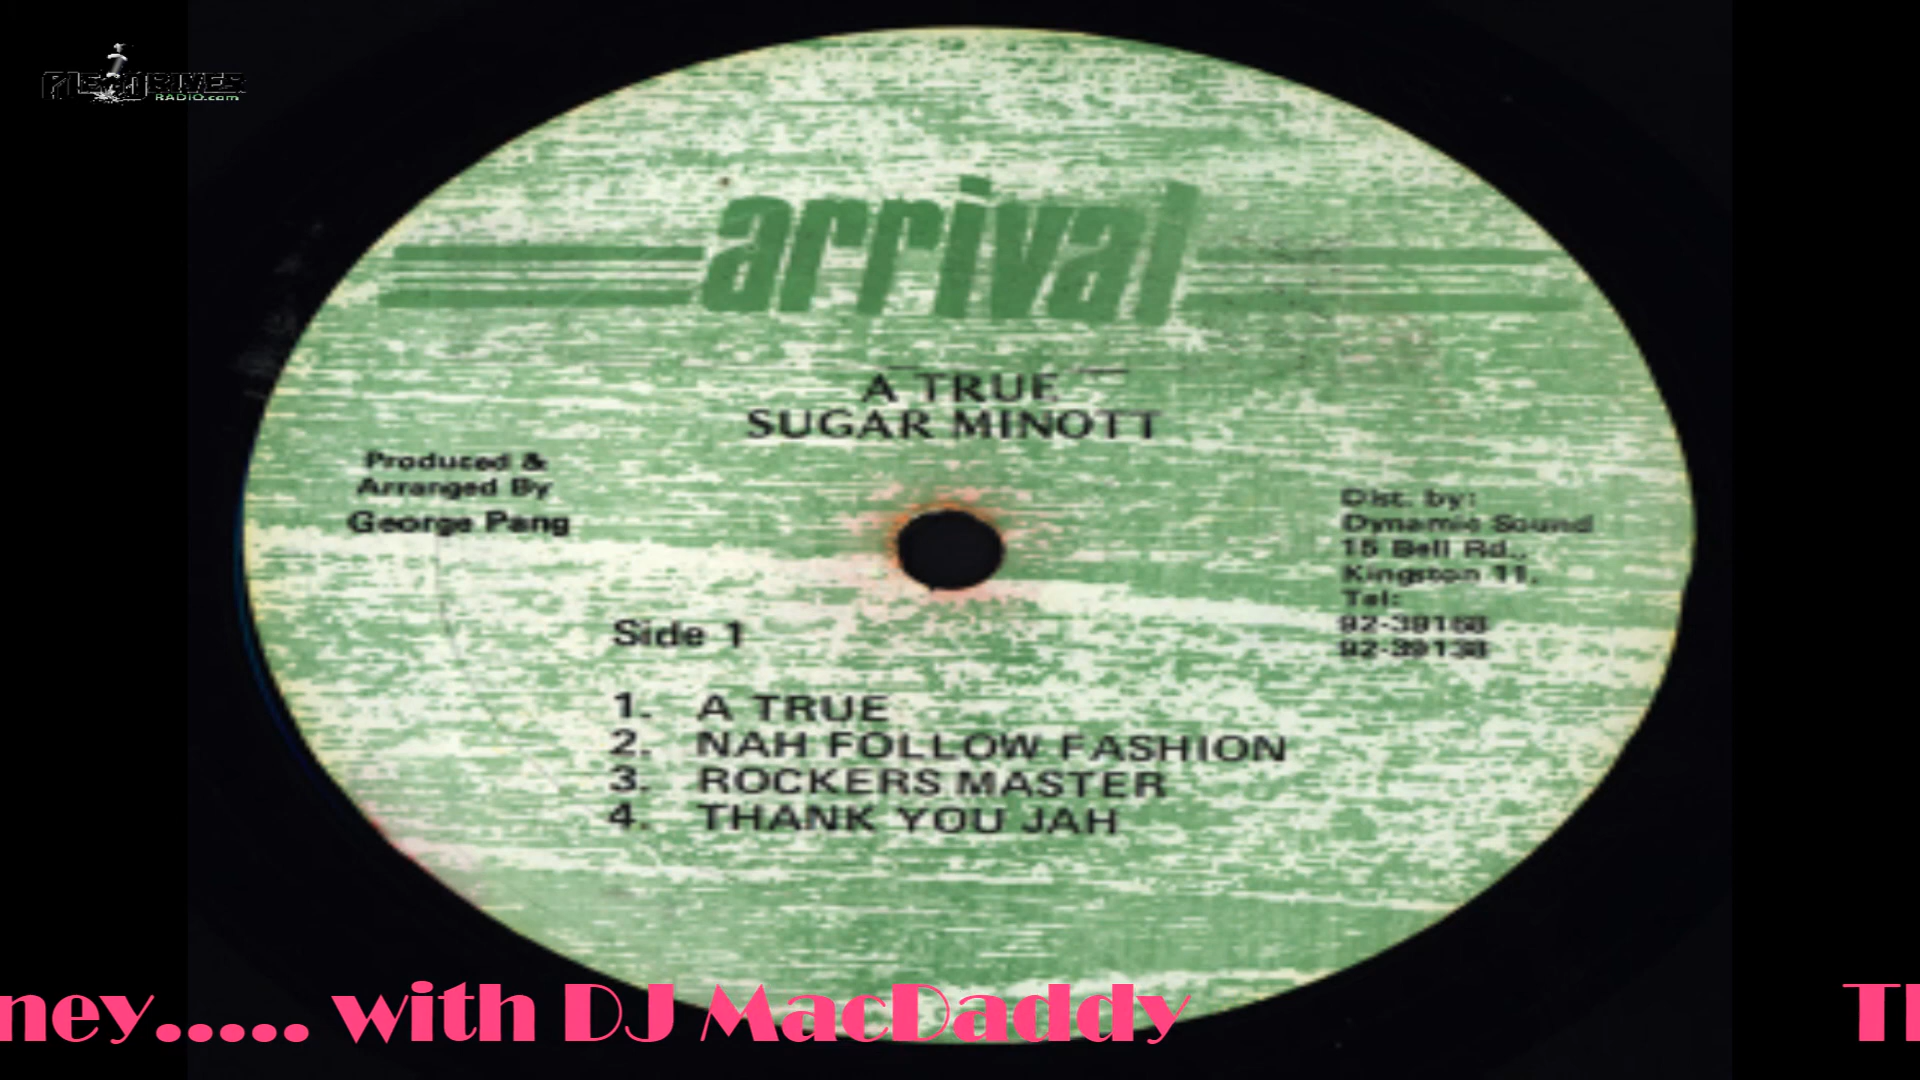 RADIO.com
arrival
A TRUE
SUGAR MINOTT
Produced &
Arranged By
George Pang
Dist. by:
Dynamic Sound
15 Bell Rd.,
Kingston 11.
Tel:
92-39138
Side 1
1. A TRUE
2. NAH FOLLOW FASHION
3. ROCKERS MASTER
4. THANK YOU JAH
ney..... with DJ MacDaddy